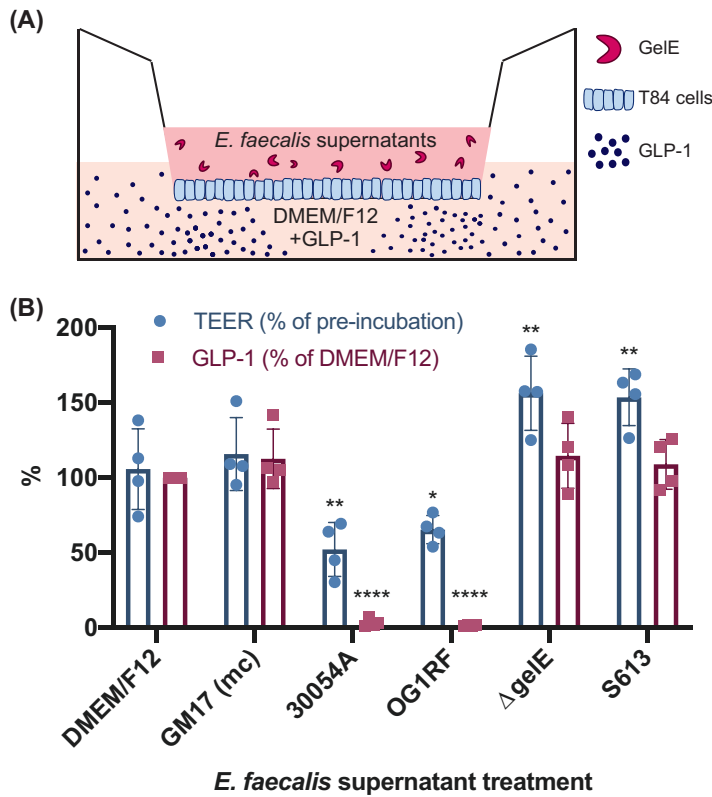 (A)
GelE
T84 cells
GLP-1
E. faecalis supernatants
DMEM/F12
+GLP-1
(B)
TEER (% of pre-incubation)
GLP-1 (% of DMEM/F12)
200
150
100
50
0
%
**
****
*
****
**
**
DMEM/F12
GM17 (mc)
30054A
OG1RF
ΔgelE
S613
E. faecalis supernatant treatment